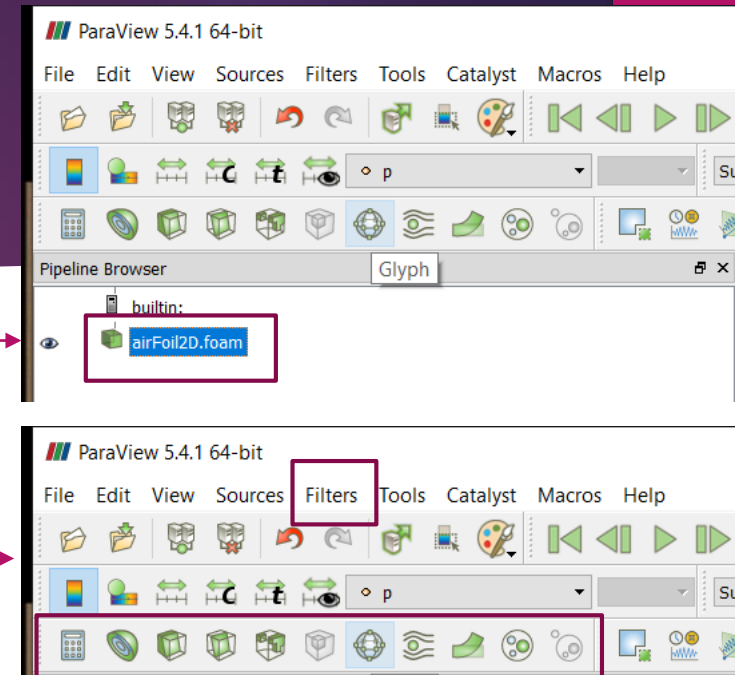 ParaView 5.4.1 64-bit
File Edit View Sources Filters Tools Catalyst Macros Help
p
Su
Pipeline Browser
Glyph
builtin:
airFoil2D.foam
ParaView 5.4.1 64-bit
File Edit View Sources Filters Tools Catalyst Macros Help
p
Su